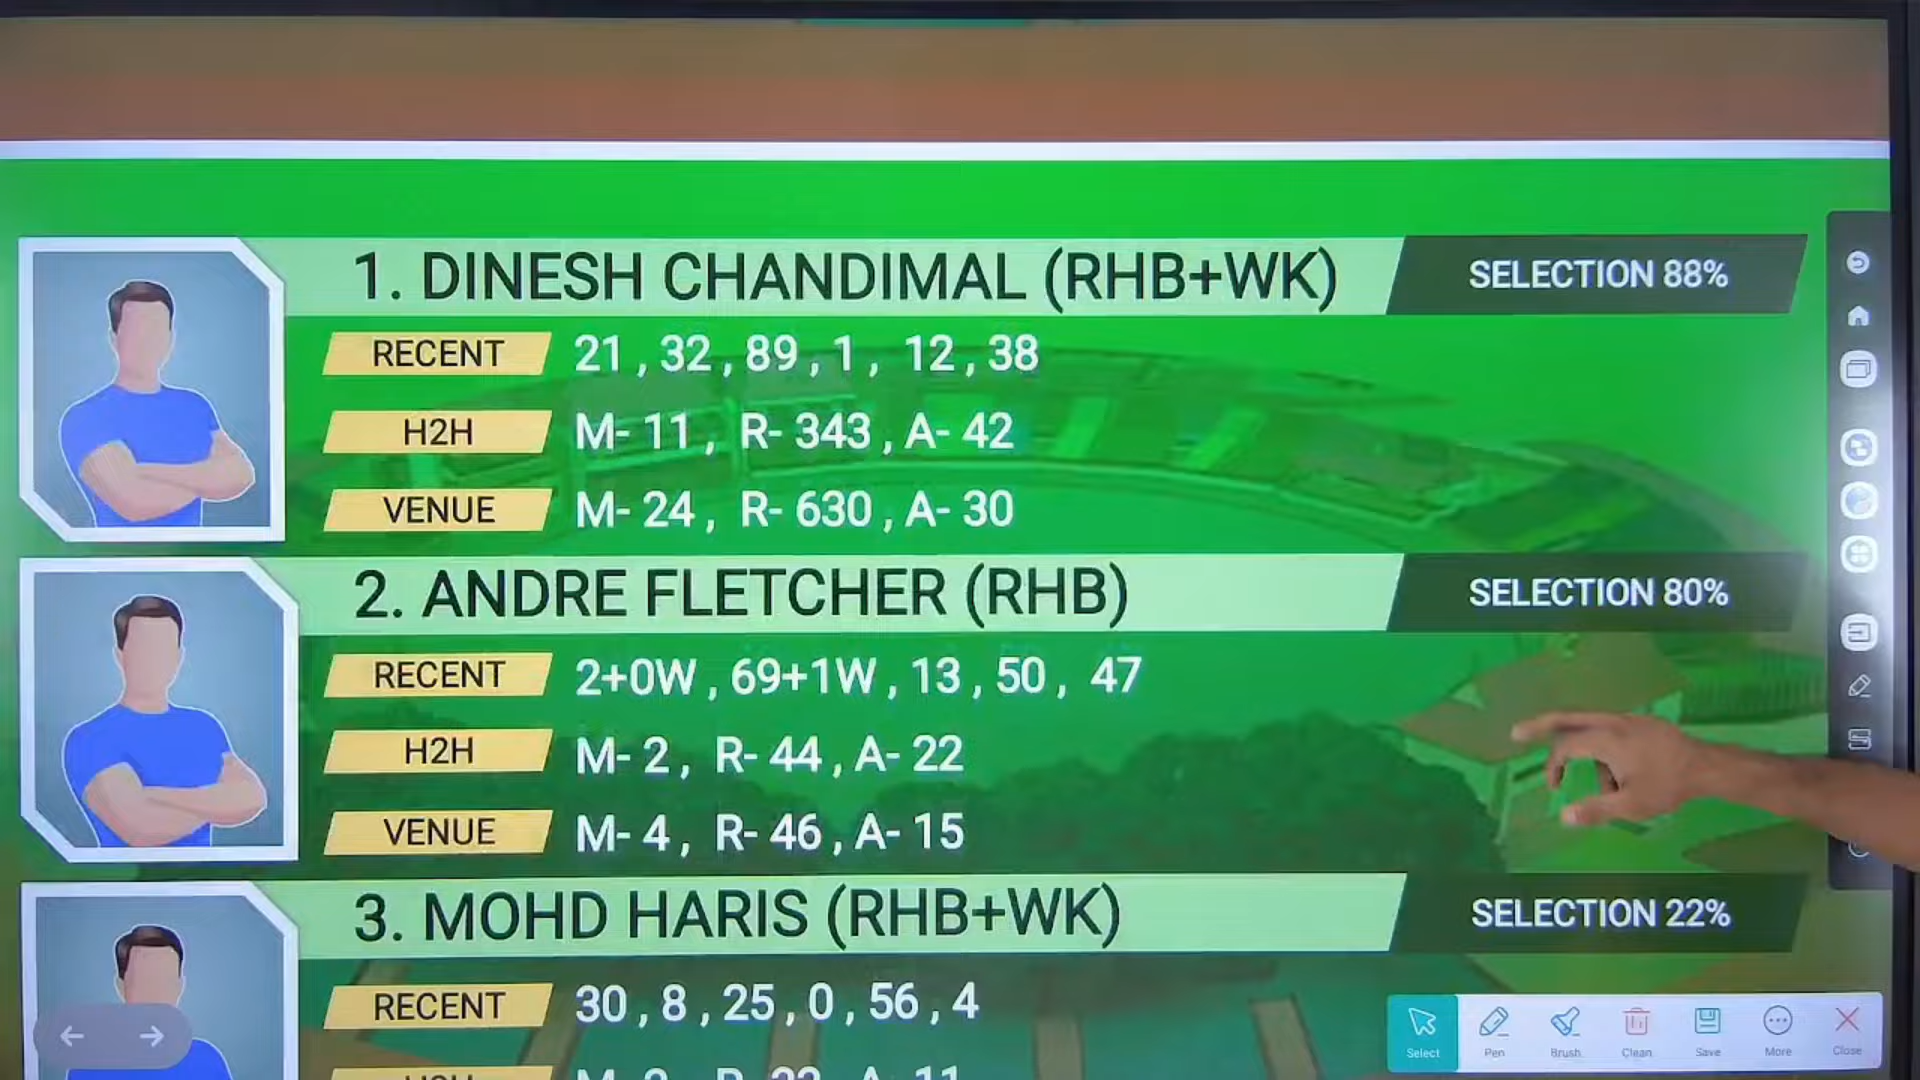 1. DINESH CHANDIMAL (RHB+WK)
SELECTION 88%
RECENT 21 , 32 , 89 , 1 , 12 , 38
H2H M- 11 , R- 343 , A- 42
VENUE M- 24 , R- 630 , A- 30
2. ANDRE FLETCHER (RHB)
SELECTION 80%
RECENT 2+0W , 69+1W , 13 , 50 , 47
H2H M- 2 , R- 44 , A- 22
VENUE M- 4 , R- 46 , A- 15
3. MOHD HARIS (RHB+WK)
SELECTION 22%
RECENT 30 , 8 , 25 , 0 , 56 , 4
Select Pen Brush Clean Save More Close